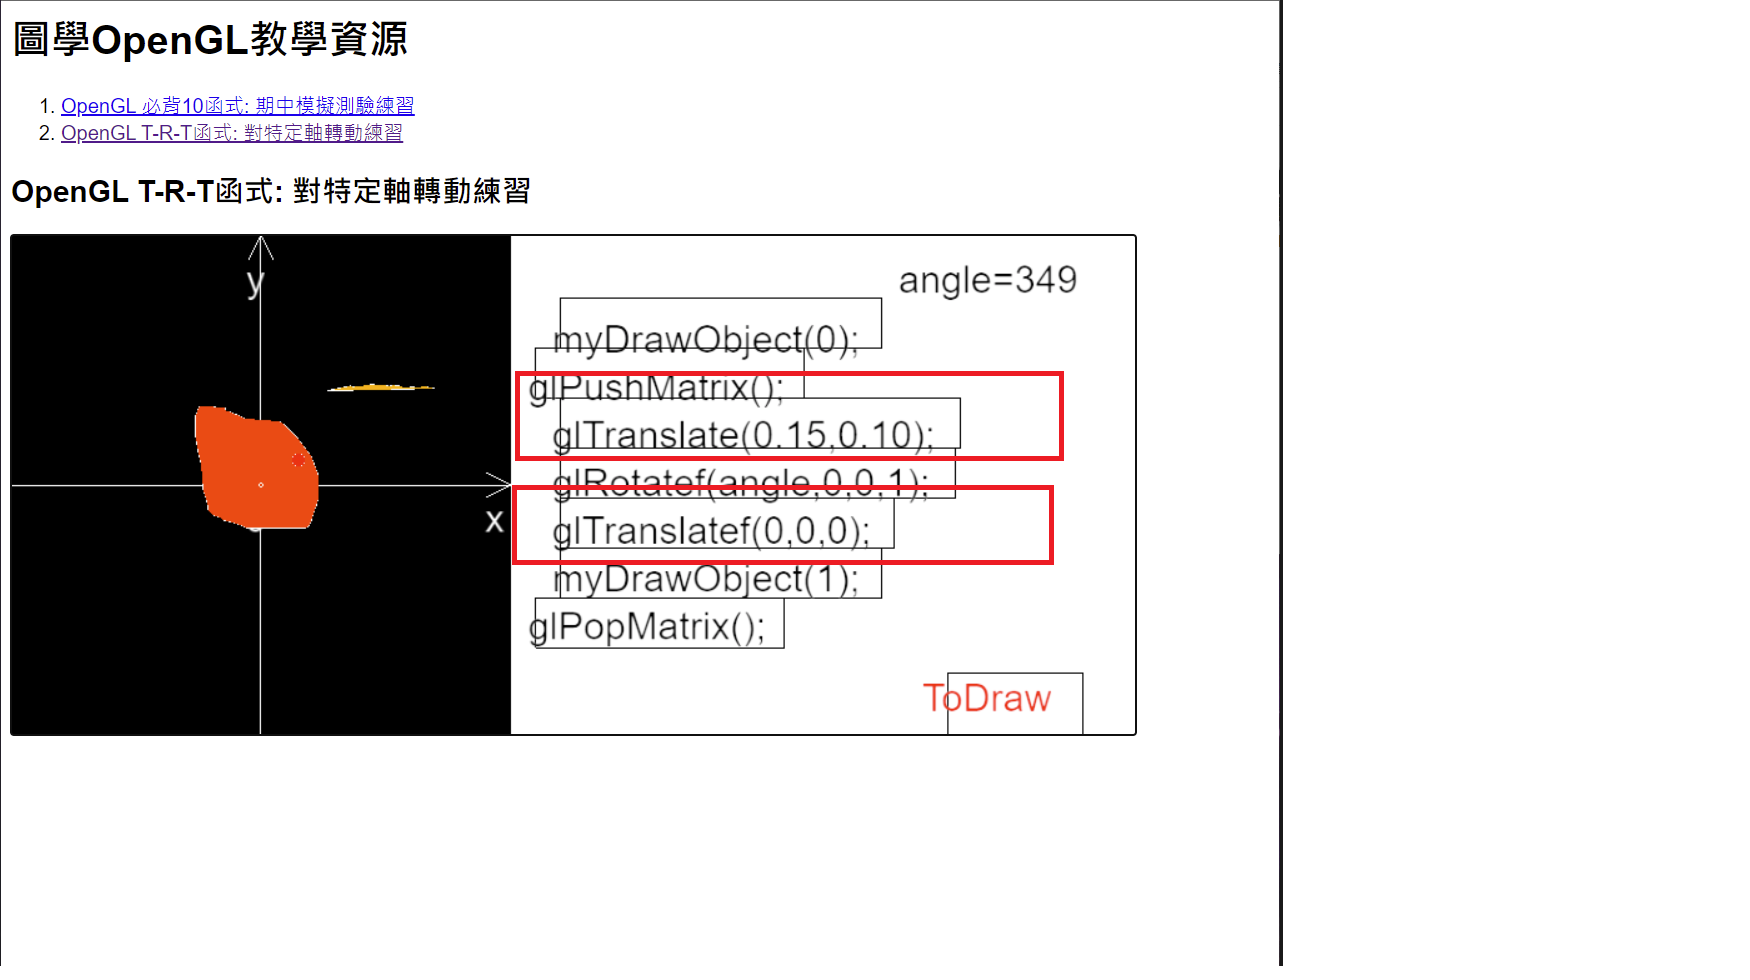 圖學OpenGL教學資源
1. OpenGL 必背10函式: 期中模擬測驗練習
2. OpenGL T-R-T函式: 對特定軸轉動練習
OpenGL T-R-T函式: 對特定軸轉動練習
y
x
angle=349
myDrawObject(0);
glPushMatrix();
glTranslate(0.15,0.10);
glRotatef(angle,0,0,1);
glTranslatef(0,0,0);
myDrawObject(1);
glPopMatrix();
ToDraw